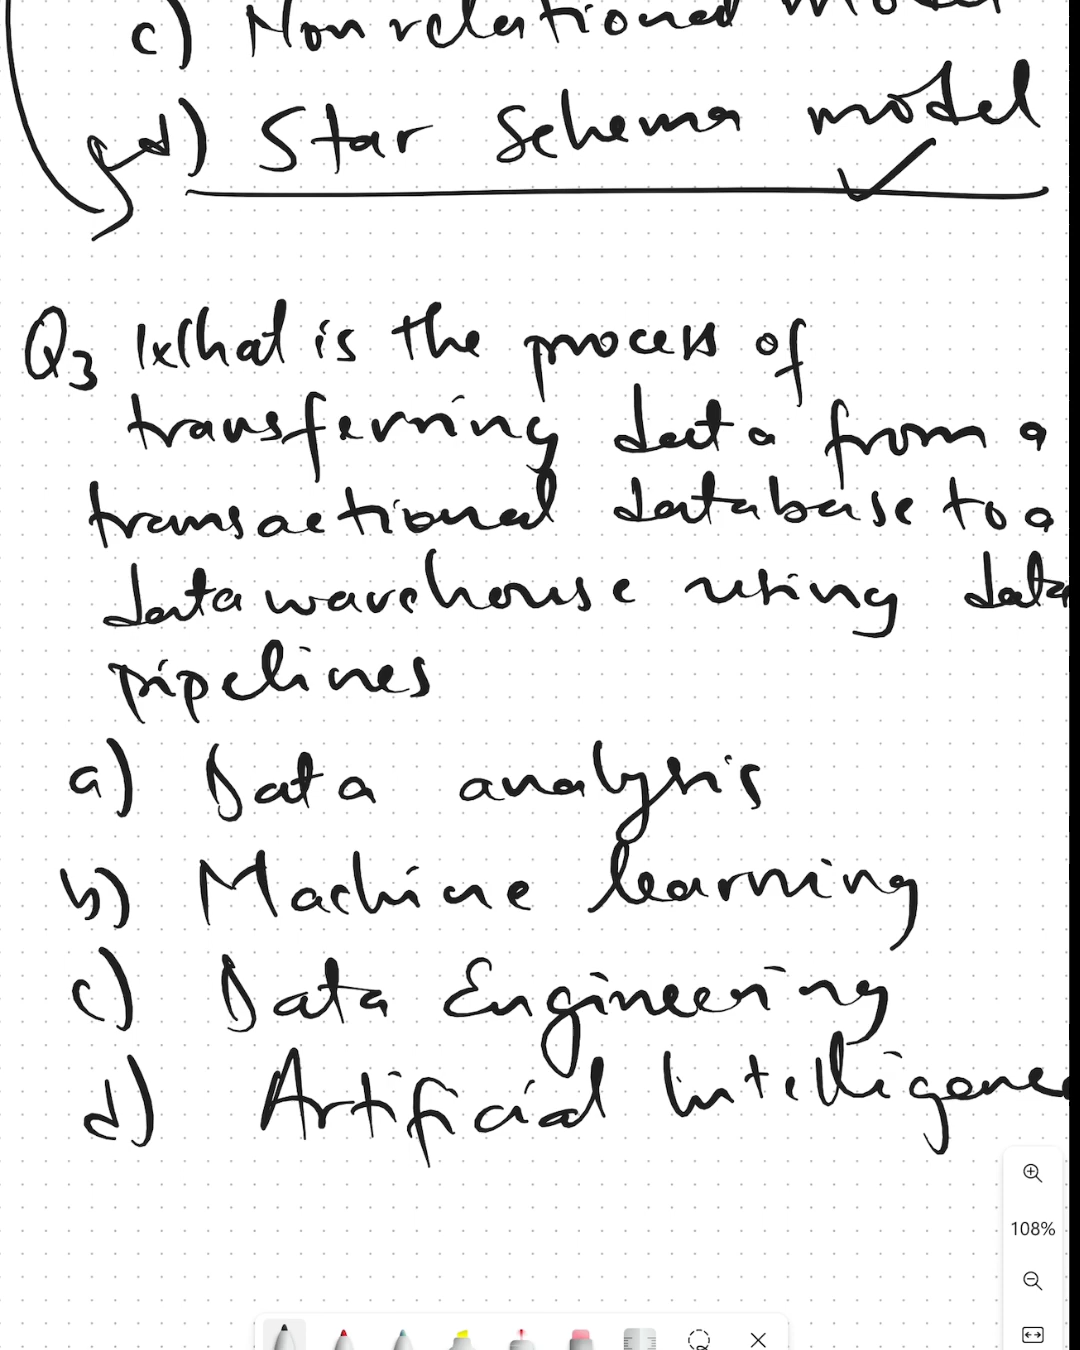 c) Non relational model
d) Star Schema model
Q3 What is the process of
transferring data from a
transactional database to a
data warehouse using data
pipelines
a) Data analysis
b) Machine learning
c) Data Engineering
d) Artificial Intelligence
108%